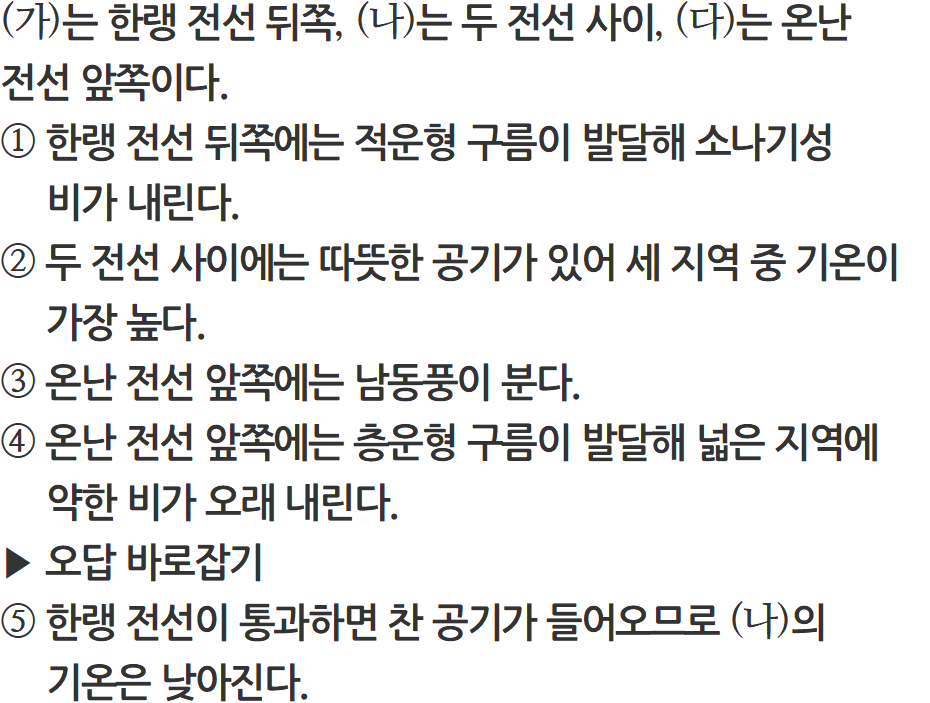 (가)는 한랭 전선 뒤쪽, (나)는 두 전선 사이, (다)는 온난
전선 앞쪽이다.
① 한랭 전선 뒤쪽에는 적운형 구름이 발달해 소나기성
비가 내린다.
② 두 전선 사이에는 따뜻한 공기가 있어 세 지역 중 기온이
가장 높다.
③ 온난 전선 앞쪽에는 남동풍이 분다.
④ 온난 전선 앞쪽에는 층운형 구름이 발달해 넓은 지역에
약한 비가 오래 내린다.
▶ 오답 바로잡기
⑤ 한랭 전선이 통과하면 찬 공기가 들어오므로 (나)의
기온은 낮아진다.